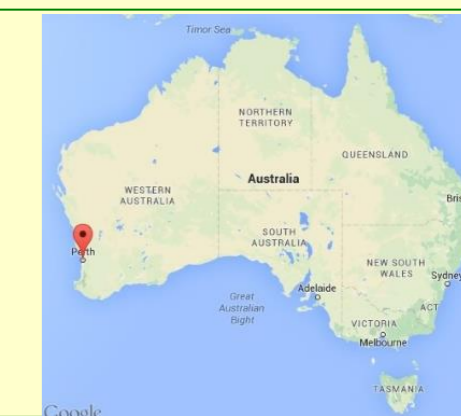 Timor Sea
NORTHERN
TERRITORY
QUEENSLAND
Australia
WESTERN
AUSTRALIA
Bris
SOUTH
AUSTRALIA
Perth
NEW SOUTH
WALES
Sydney
Adelaide
Great
Australian
Bight
ACT
VICTORIA
Melbourne
TASMANIA
Google